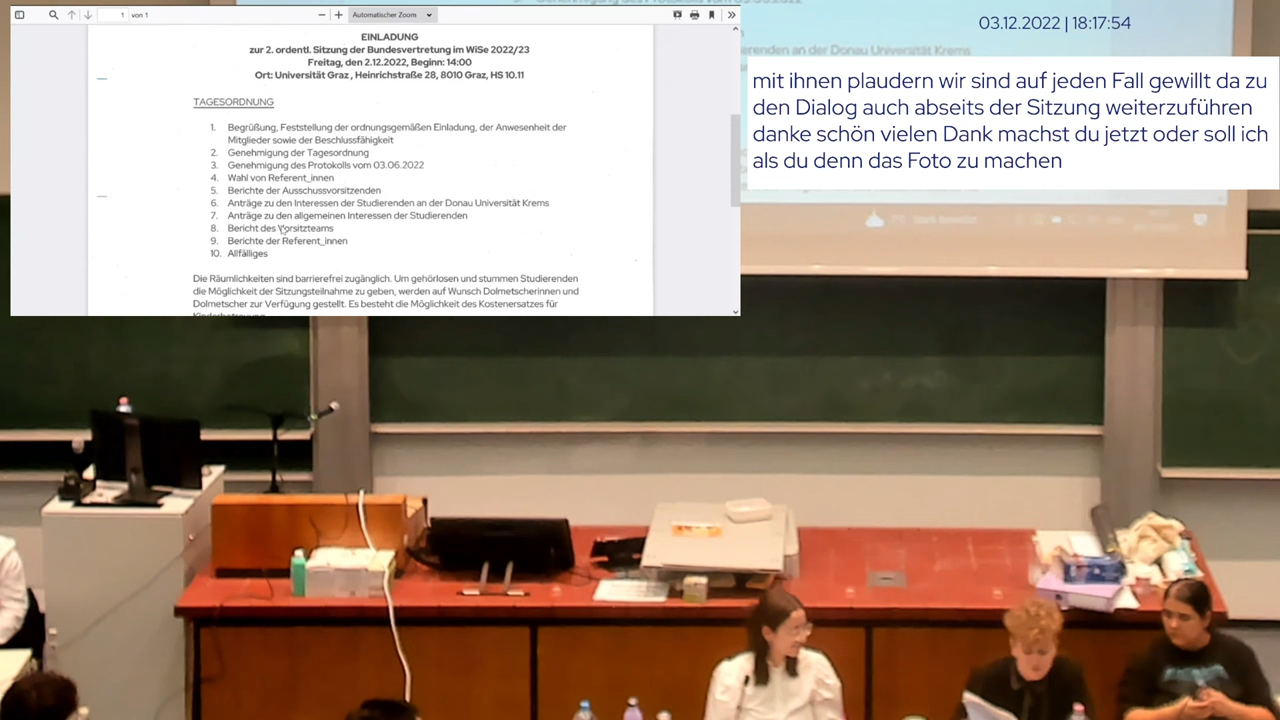 1 von 1
Automatischer Zoom
EINLADUNG
zur 2. ordentl. Sitzung der Bundesvertretung im WiSe 2022/23
Freitag, den 2.12.2022, Beginn: 14:00
Ort: Universität Graz , Heinrichstraße 28, 8010 Graz, HS 10.11
TAGESORDNUNG
1. Begrüßung, Feststellung der ordnungsgemäßen Einladung, der Anwesenheit der
Mitglieder sowie der Beschlussfähigkeit
2. Genehmigung der Tagesordnung
3. Genehmigung des Protokolls vom 03.06.2022
4. Wahl von Referent_innen
5. Berichte der Ausschussvorsitzenden
6. Anträge zu den Interessen der Studierenden an der Donau Universität Krems
7. Anträge zu den allgemeinen Interessen der Studierenden
8. Bericht des Vorsitzteams
9. Berichte der Referent_innen
10. Allfälliges
Die Räumlichkeiten sind barrierefrei zugänglich. Um gehörlosen und stummen Studierenden
die Möglichkeit der Sitzungsteilnahme zu geben, werden auf Wunsch Dolmetscherinnen und
Dolmetscher zur Verfügung gestellt. Es besteht die Möglichkeit des Kostenersatzes für
Kinderbetreuung
03.12.2022 | 18:17:54
erenden an der Donau Universität Krems
mit ihnen plaudern wir sind auf jeden Fall gewillt da zu
den Dialog auch abseits der Sitzung weiterzuführen
danke schön vielen Dank machst du jetzt oder soll ich
als du denn das Foto zu machen